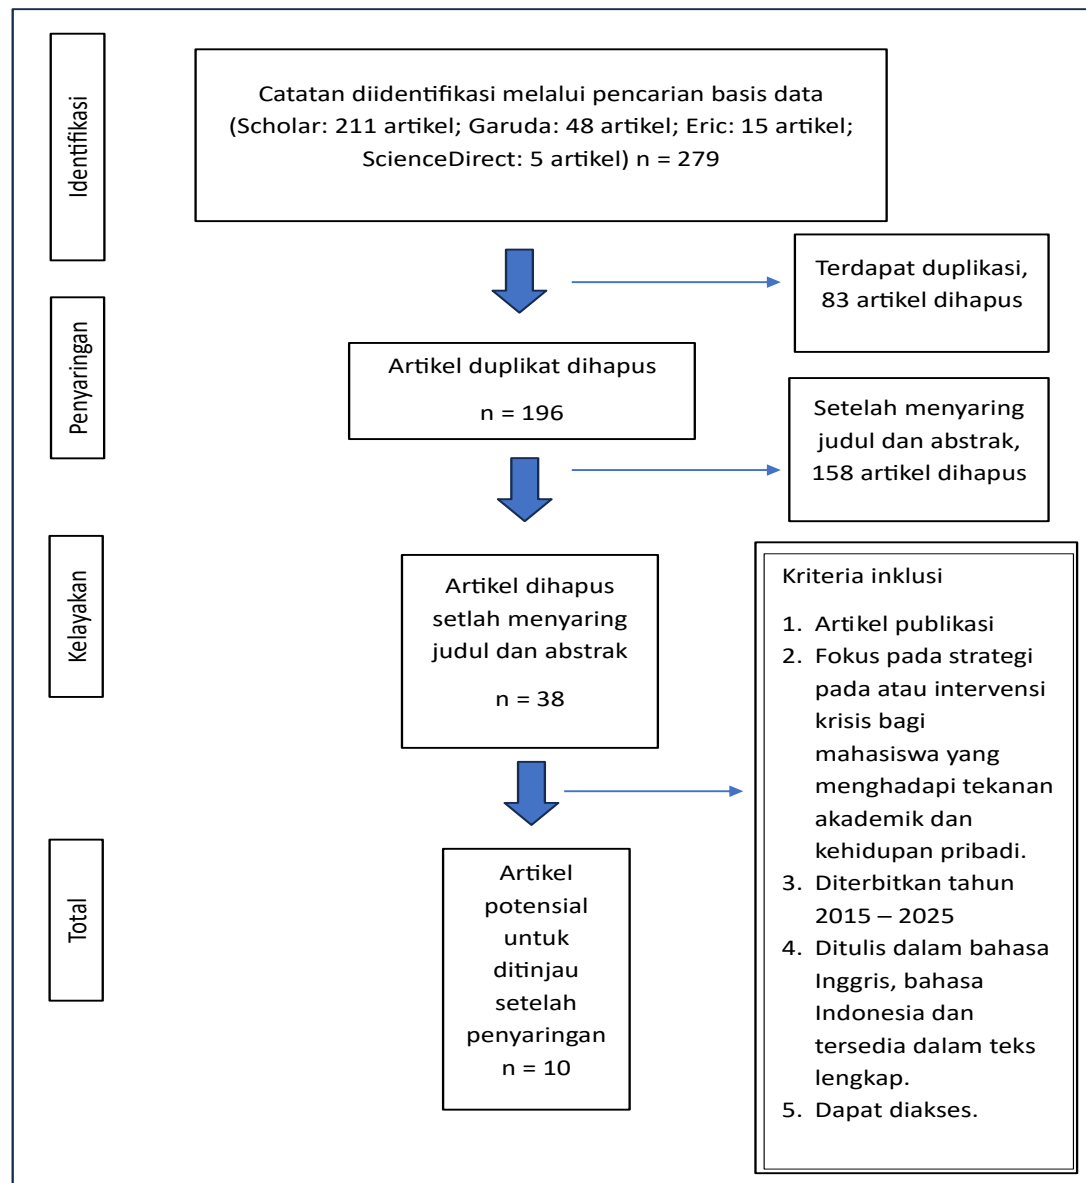 Identifikasi
Catatan diidentifikasi melalui pencarian basis data
(Scholar: 211 artikel; Garuda: 48 artikel; Eric: 15 artikel;
ScienceDirect: 5 artikel) n = 279
Terdapat duplikasi,
83 artikel dihapus
Penyaringan
Artikel duplikat dihapus
n = 196
Setelah menyaring
judul dan abstrak,
158 artikel dihapus
Kelayakan
Artikel dihapus
setlah menyaring
judul dan abstrak
n = 38
Kriteria inklusi
1. Artikel publikasi
2. Fokus pada strategi
pada atau intervensi
krisis bagi
mahasiswa yang
menghadapi tekanan
akademik dan
kehidupan pribadi.
3. Diterbitkan tahun
2015 – 2025
4. Ditulis dalam bahasa
Inggris, bahasa
Indonesia dan
tersedia dalam teks
lengkap.
5. Dapat diakses.
Total
Artikel
potensial
untuk
ditinjau
setelah
penyaringan
n = 10